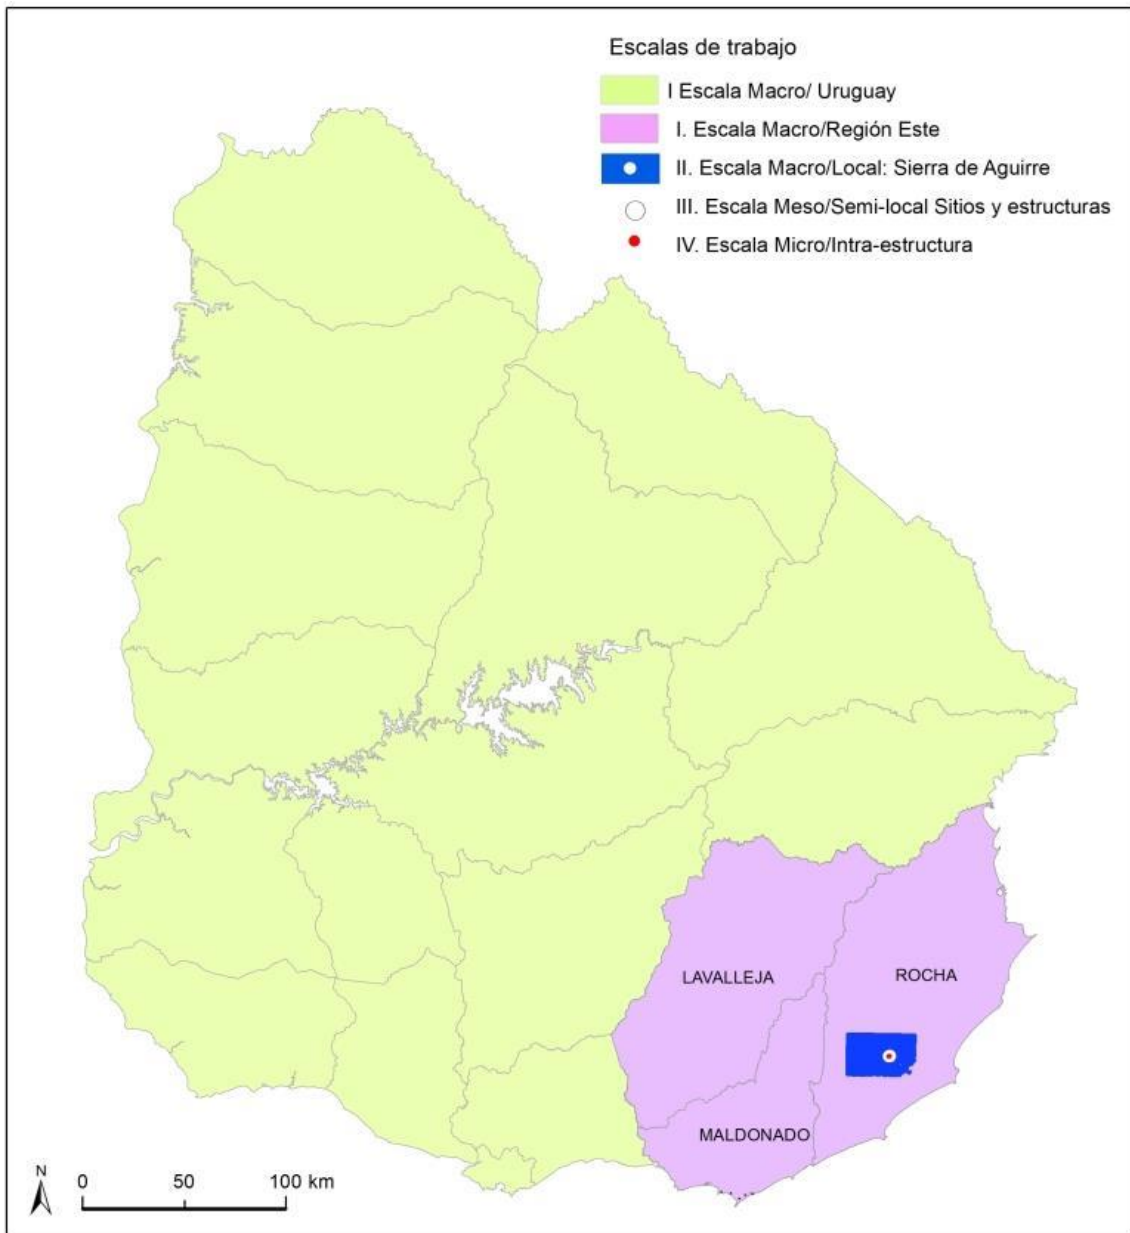 Escalas de trabajo
I Escala Macro/ Uruguay
I. Escala Macro/Región Este
II. Escala Macro/Local: Sierra de Aguirre
III. Escala Meso/Semi-local Sitios y estructuras
IV. Escala Micro/Intra-estructura
LAVALLEJA
ROCHA
MALDONADO
N
0 50 100 km